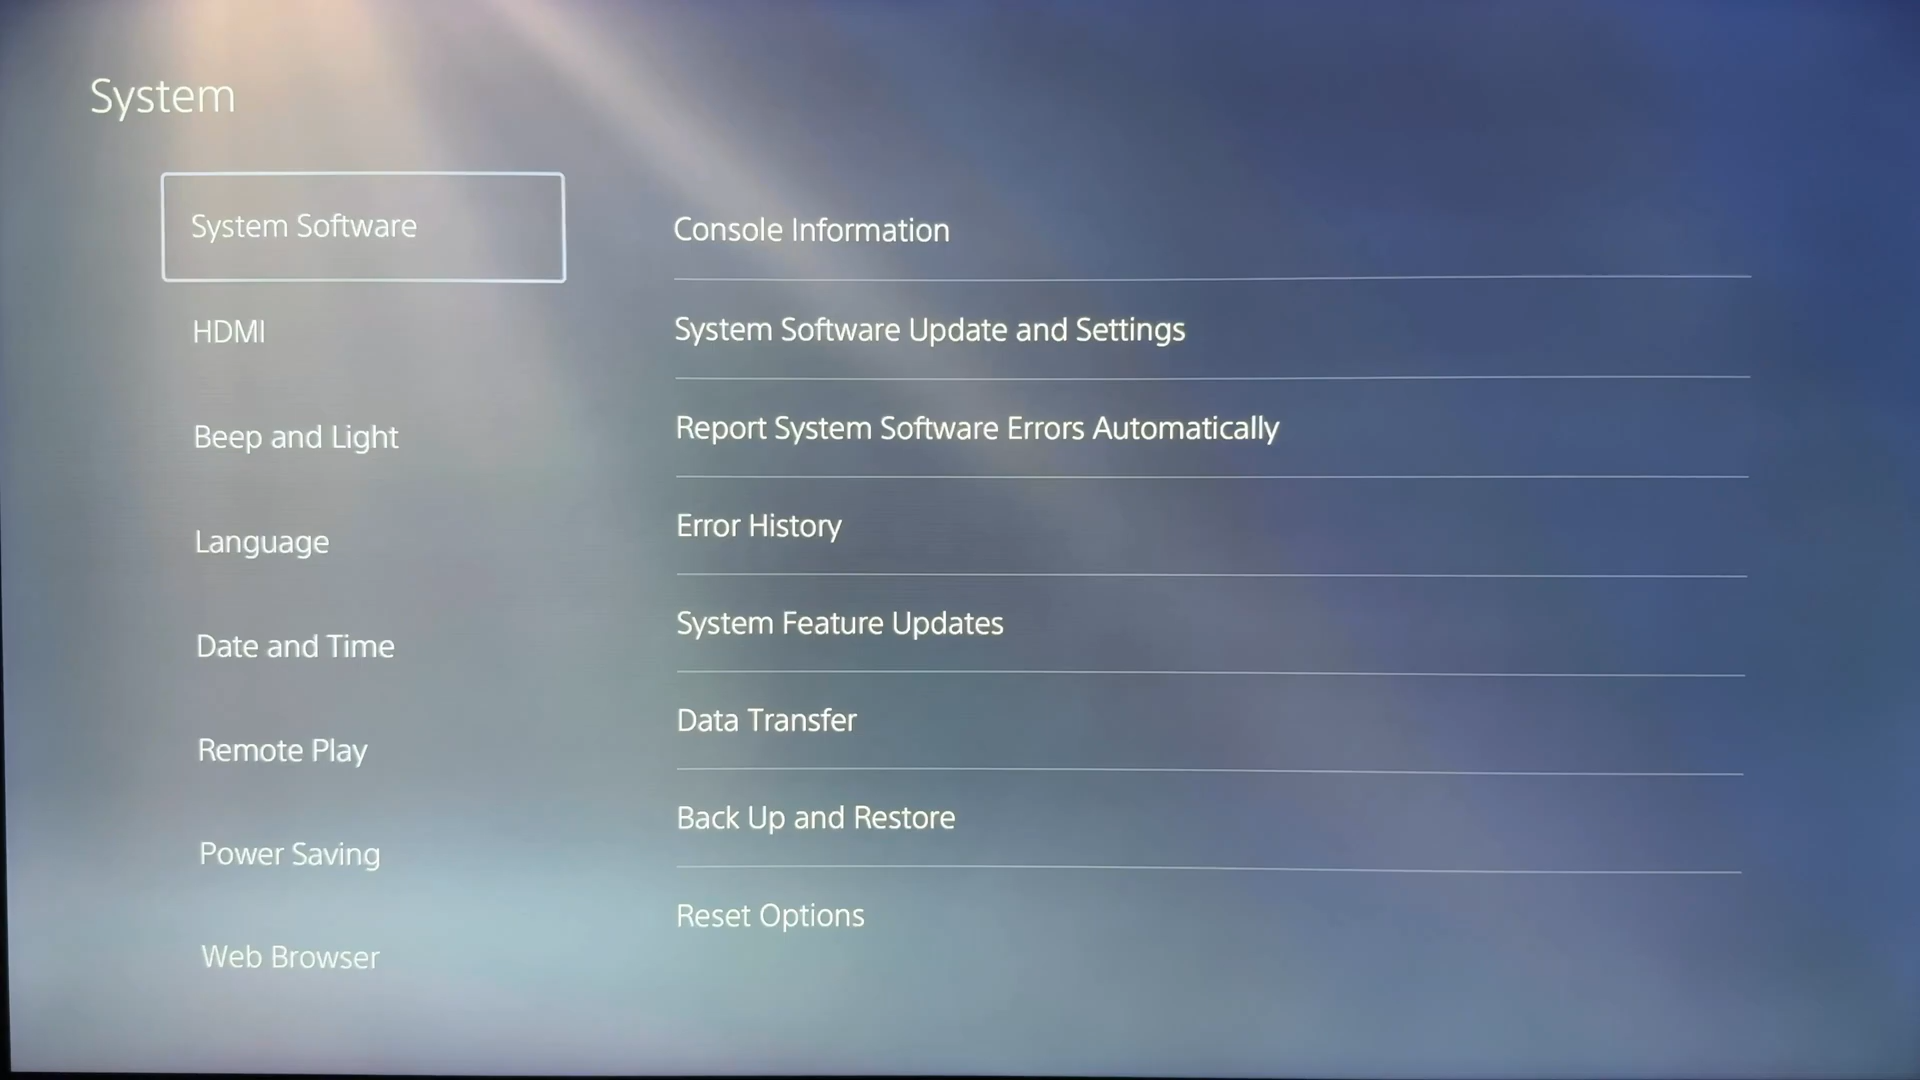 System
System Software
HDMI
Beep and Light
Language
Date and Time
Remote Play
Power Saving
Web Browser
Console Information
System Software Update and Settings
Report System Software Errors Automatically
Error History
System Feature Updates
Data Transfer
Back Up and Restore
Reset Options